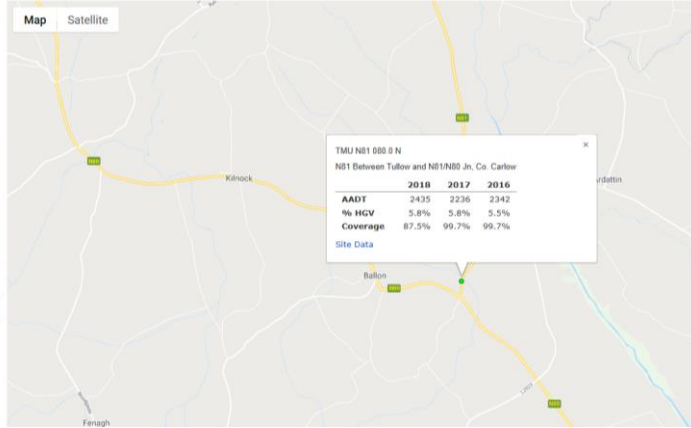 Map Satellite
N81
×
TMU N81 080.0 N
N81 Between Tullow and N81/N80 Jn, Co. Carlow
2018 2017 2016
AADT 2435 2236 2342
% HGV 5.8% 5.8% 5.5%
Coverage 87.5% 99.7% 99.7%
Site Data
N80
Kilnock
rdattin
Ballon
N80
N80
Fenagh